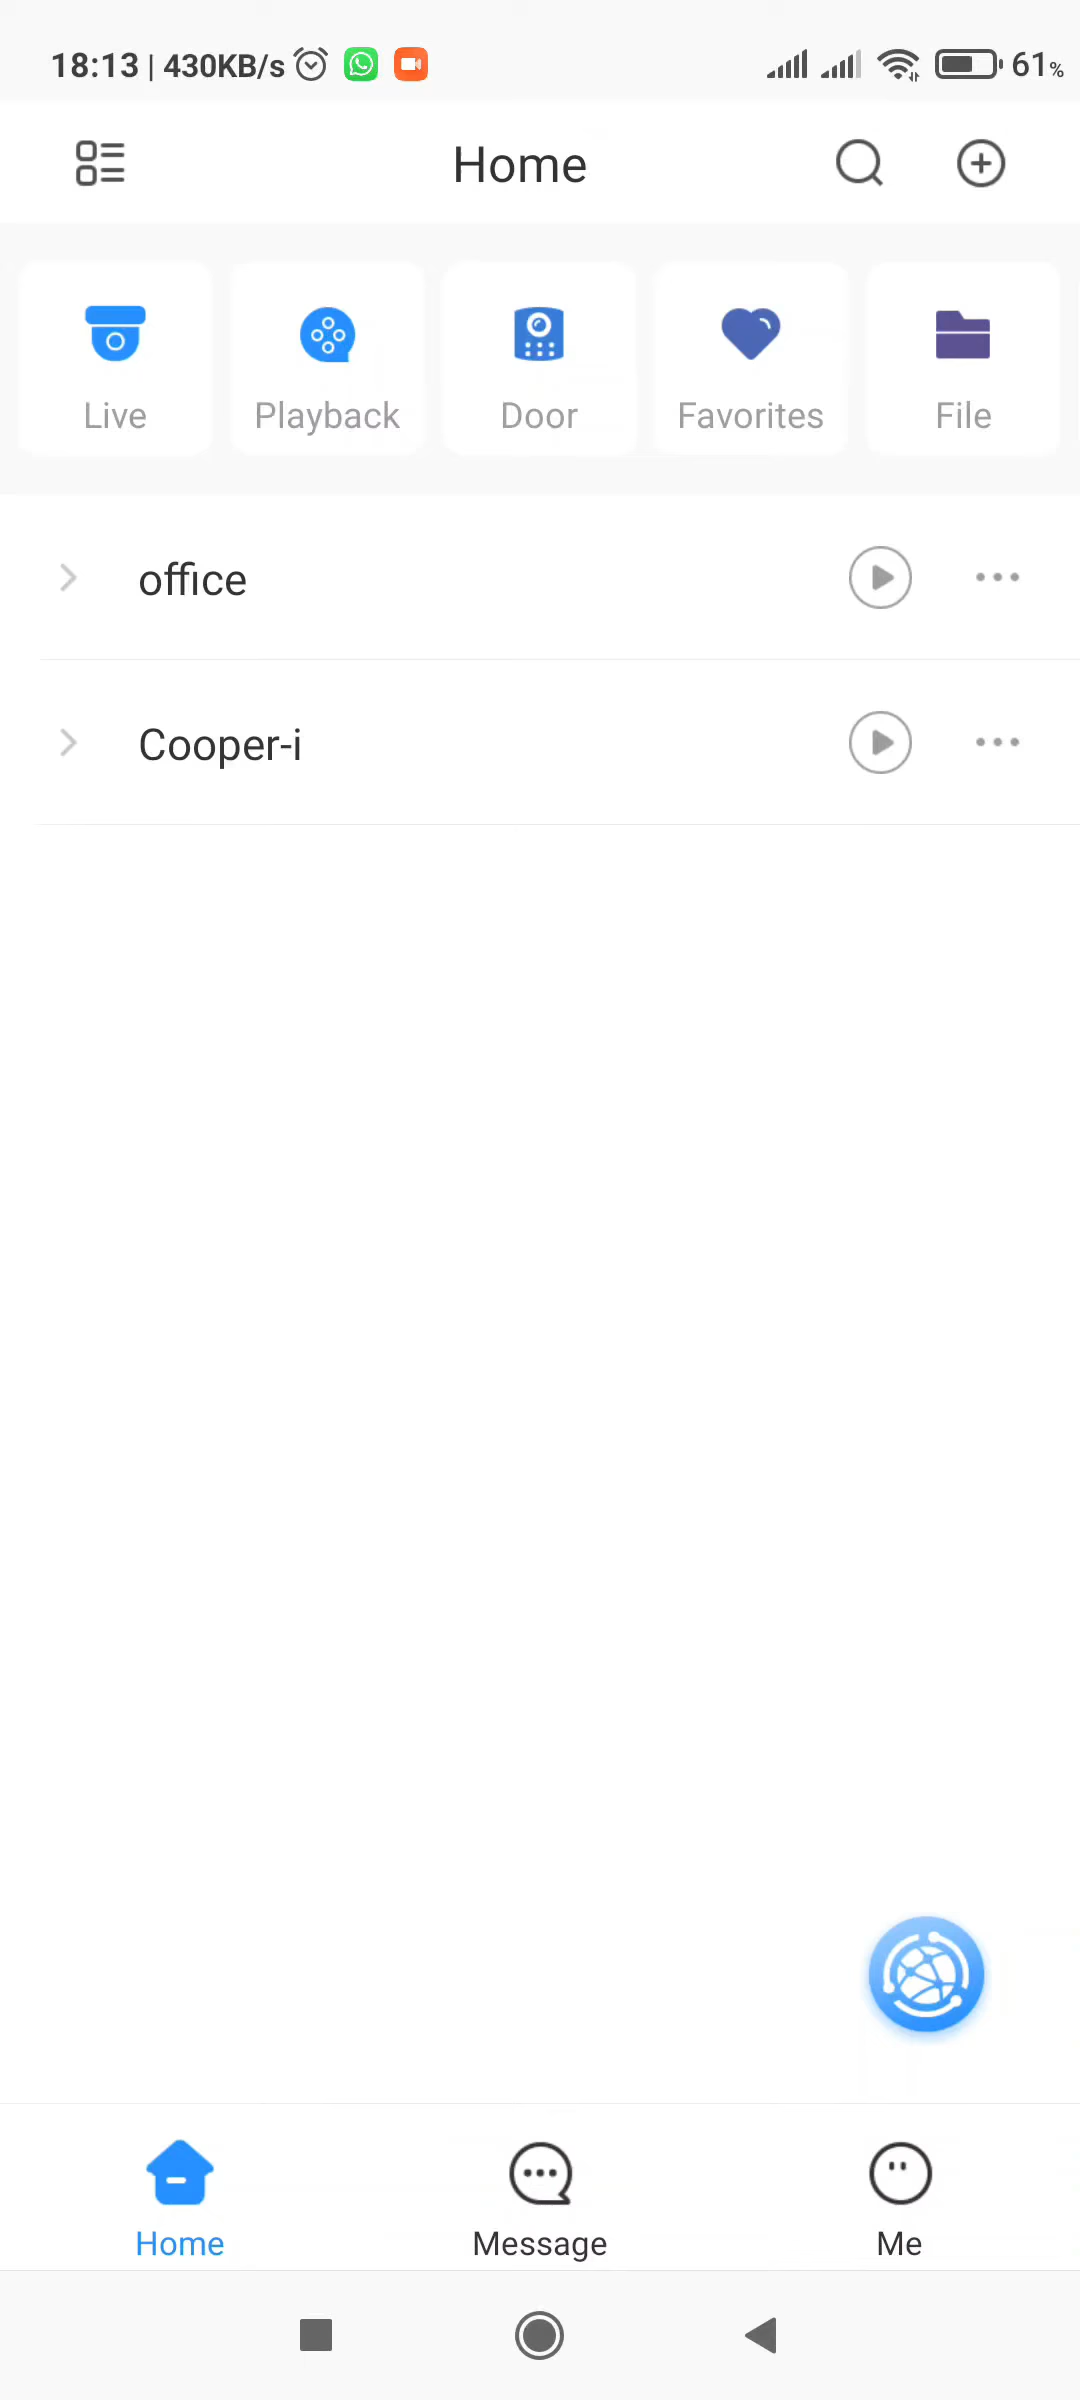 18:13 | 430KB/s 61%
Home
Live Playback Door Favorites File
office
Cooper-i
Home Message Me